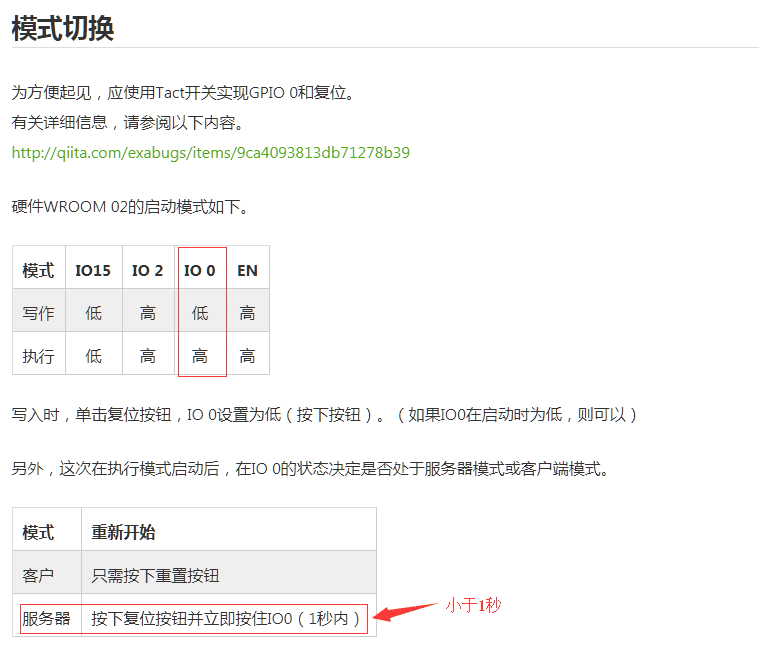 模式切换
为方便起见，应使用Tact开关实现GPIO 0和复位。
有关详细信息，请参阅以下内容。
http://qiita.com/exabugs/items/9ca4093813db71278b39
硬件WROOM 02的启动模式如下。
模式 IO15 IO 2 IO 0 EN
写作 低 高 低 高
执行 低 高 高 高
写入时，单击复位按钮，IO 0设置为低（按下按钮）。（如果IO0在启动时为低，则可以）
另外，这次在执行模式启动后，在IO 0的状态决定是否处于服务器模式或客户端模式。
模式 重新开始
客户 只需按下重置按钮
服务器 按下复位按钮并立即按住IO0（1秒内） 小于1秒